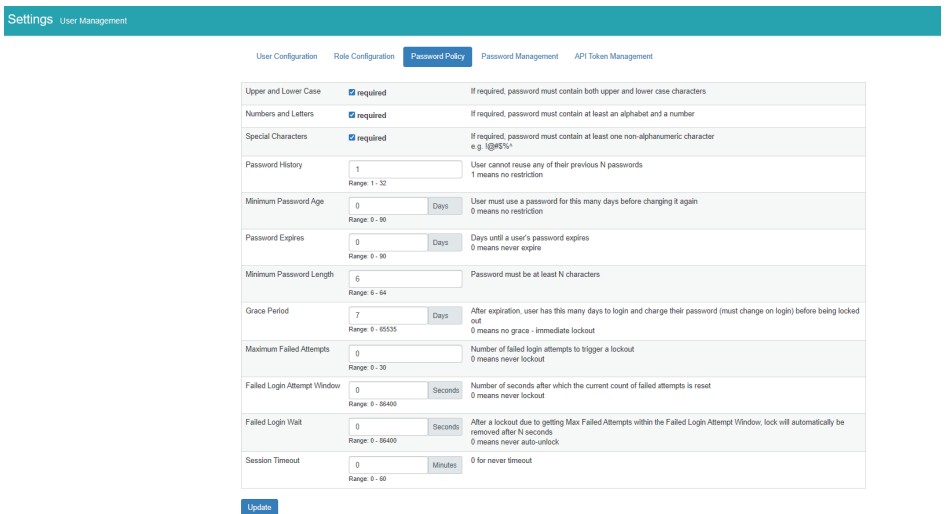 Settings User Management
User Configuration Role Configuration Password Policy Password Management API Token Management
Upper and Lower Case required If required, password must contain both upper and lower case characters
Numbers and Letters required If required, password must contain at least an alphabet and a number
Special Characters required If required, password must contain at least one non-alphanumeric character
e.g. !@#$%^
Password History 1 User cannot reuse any of their previous N passwords
1 means no restriction
Range: 1 - 32
Minimum Password Age 0 Days User must use a password for this many days before changing it again
0 means no restriction
Range: 0 - 90
Password Expires 0 Days Days until a user's password expires
0 means never expire
Range: 0 - 90
Minimum Password Length 6 Password must be at least N characters
Range: 6 - 64
Grace Period 7 Days After expiration, user has this many days to login and charge their password (must change on login) before being locked
out
0 means no grace - immediate lockout
Range: 0 - 65535
Maximum Failed Attempts 0 Number of failed login attempts to trigger a lockout
0 means never lockout
Range: 0 - 30
Failed Login Attempt Window 0 Seconds Number of seconds after which the current count of failed attempts is reset
0 means never lockout
Range: 0 - 86400
Failed Login Wait 0 Seconds After a lockout due to getting Max Failed Attempts within the Failed Login Attempt Window, lock will automatically be
removed after N seconds
0 means never auto-unlock
Range: 0 - 86400
Session Timeout 0 Minutes 0 for never timeout
Range: 0 - 60
Update